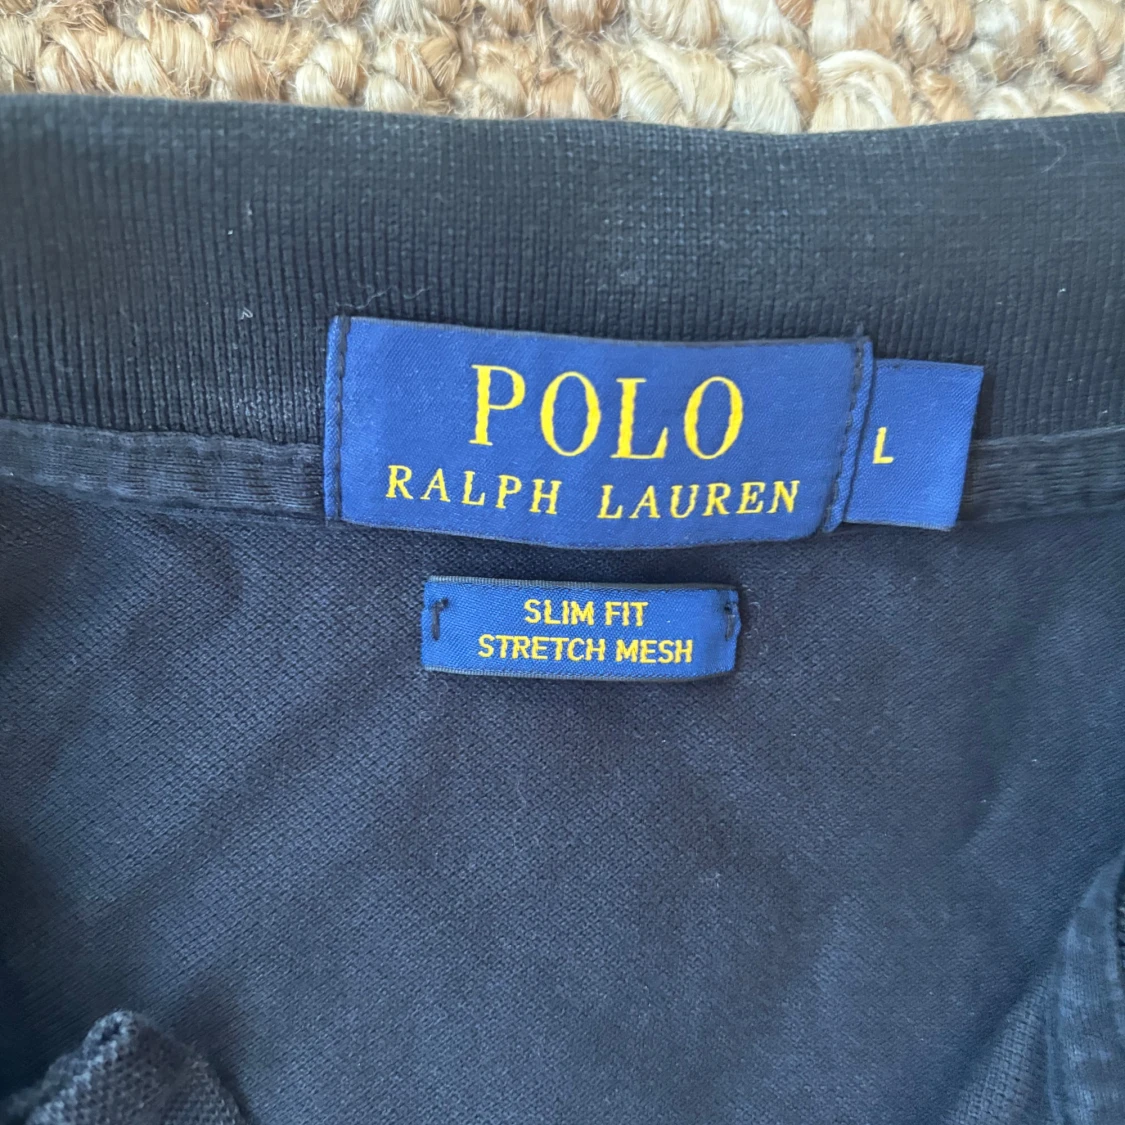 POLO
RALPH LAUREN
L
SLIM FIT
STRETCH MESH